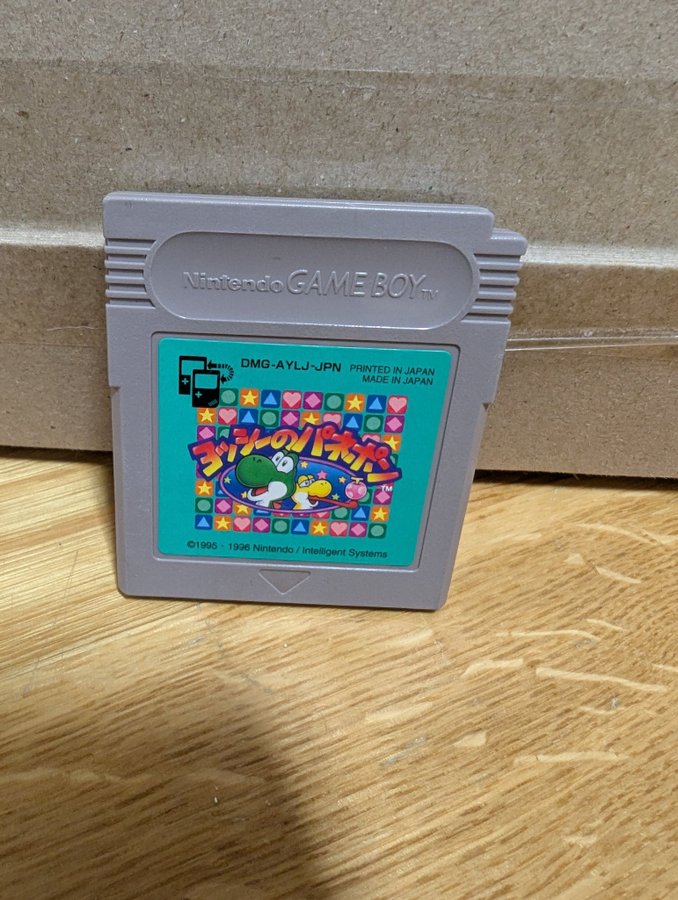 Nintendo GAME BOY TM
DMG-AYLJ-JPN
PRINTED IN JAPAN
MADE IN JAPAN
ヨッシーのパネポン
TM
©1995・1996 Nintendo / Intelligent Systems